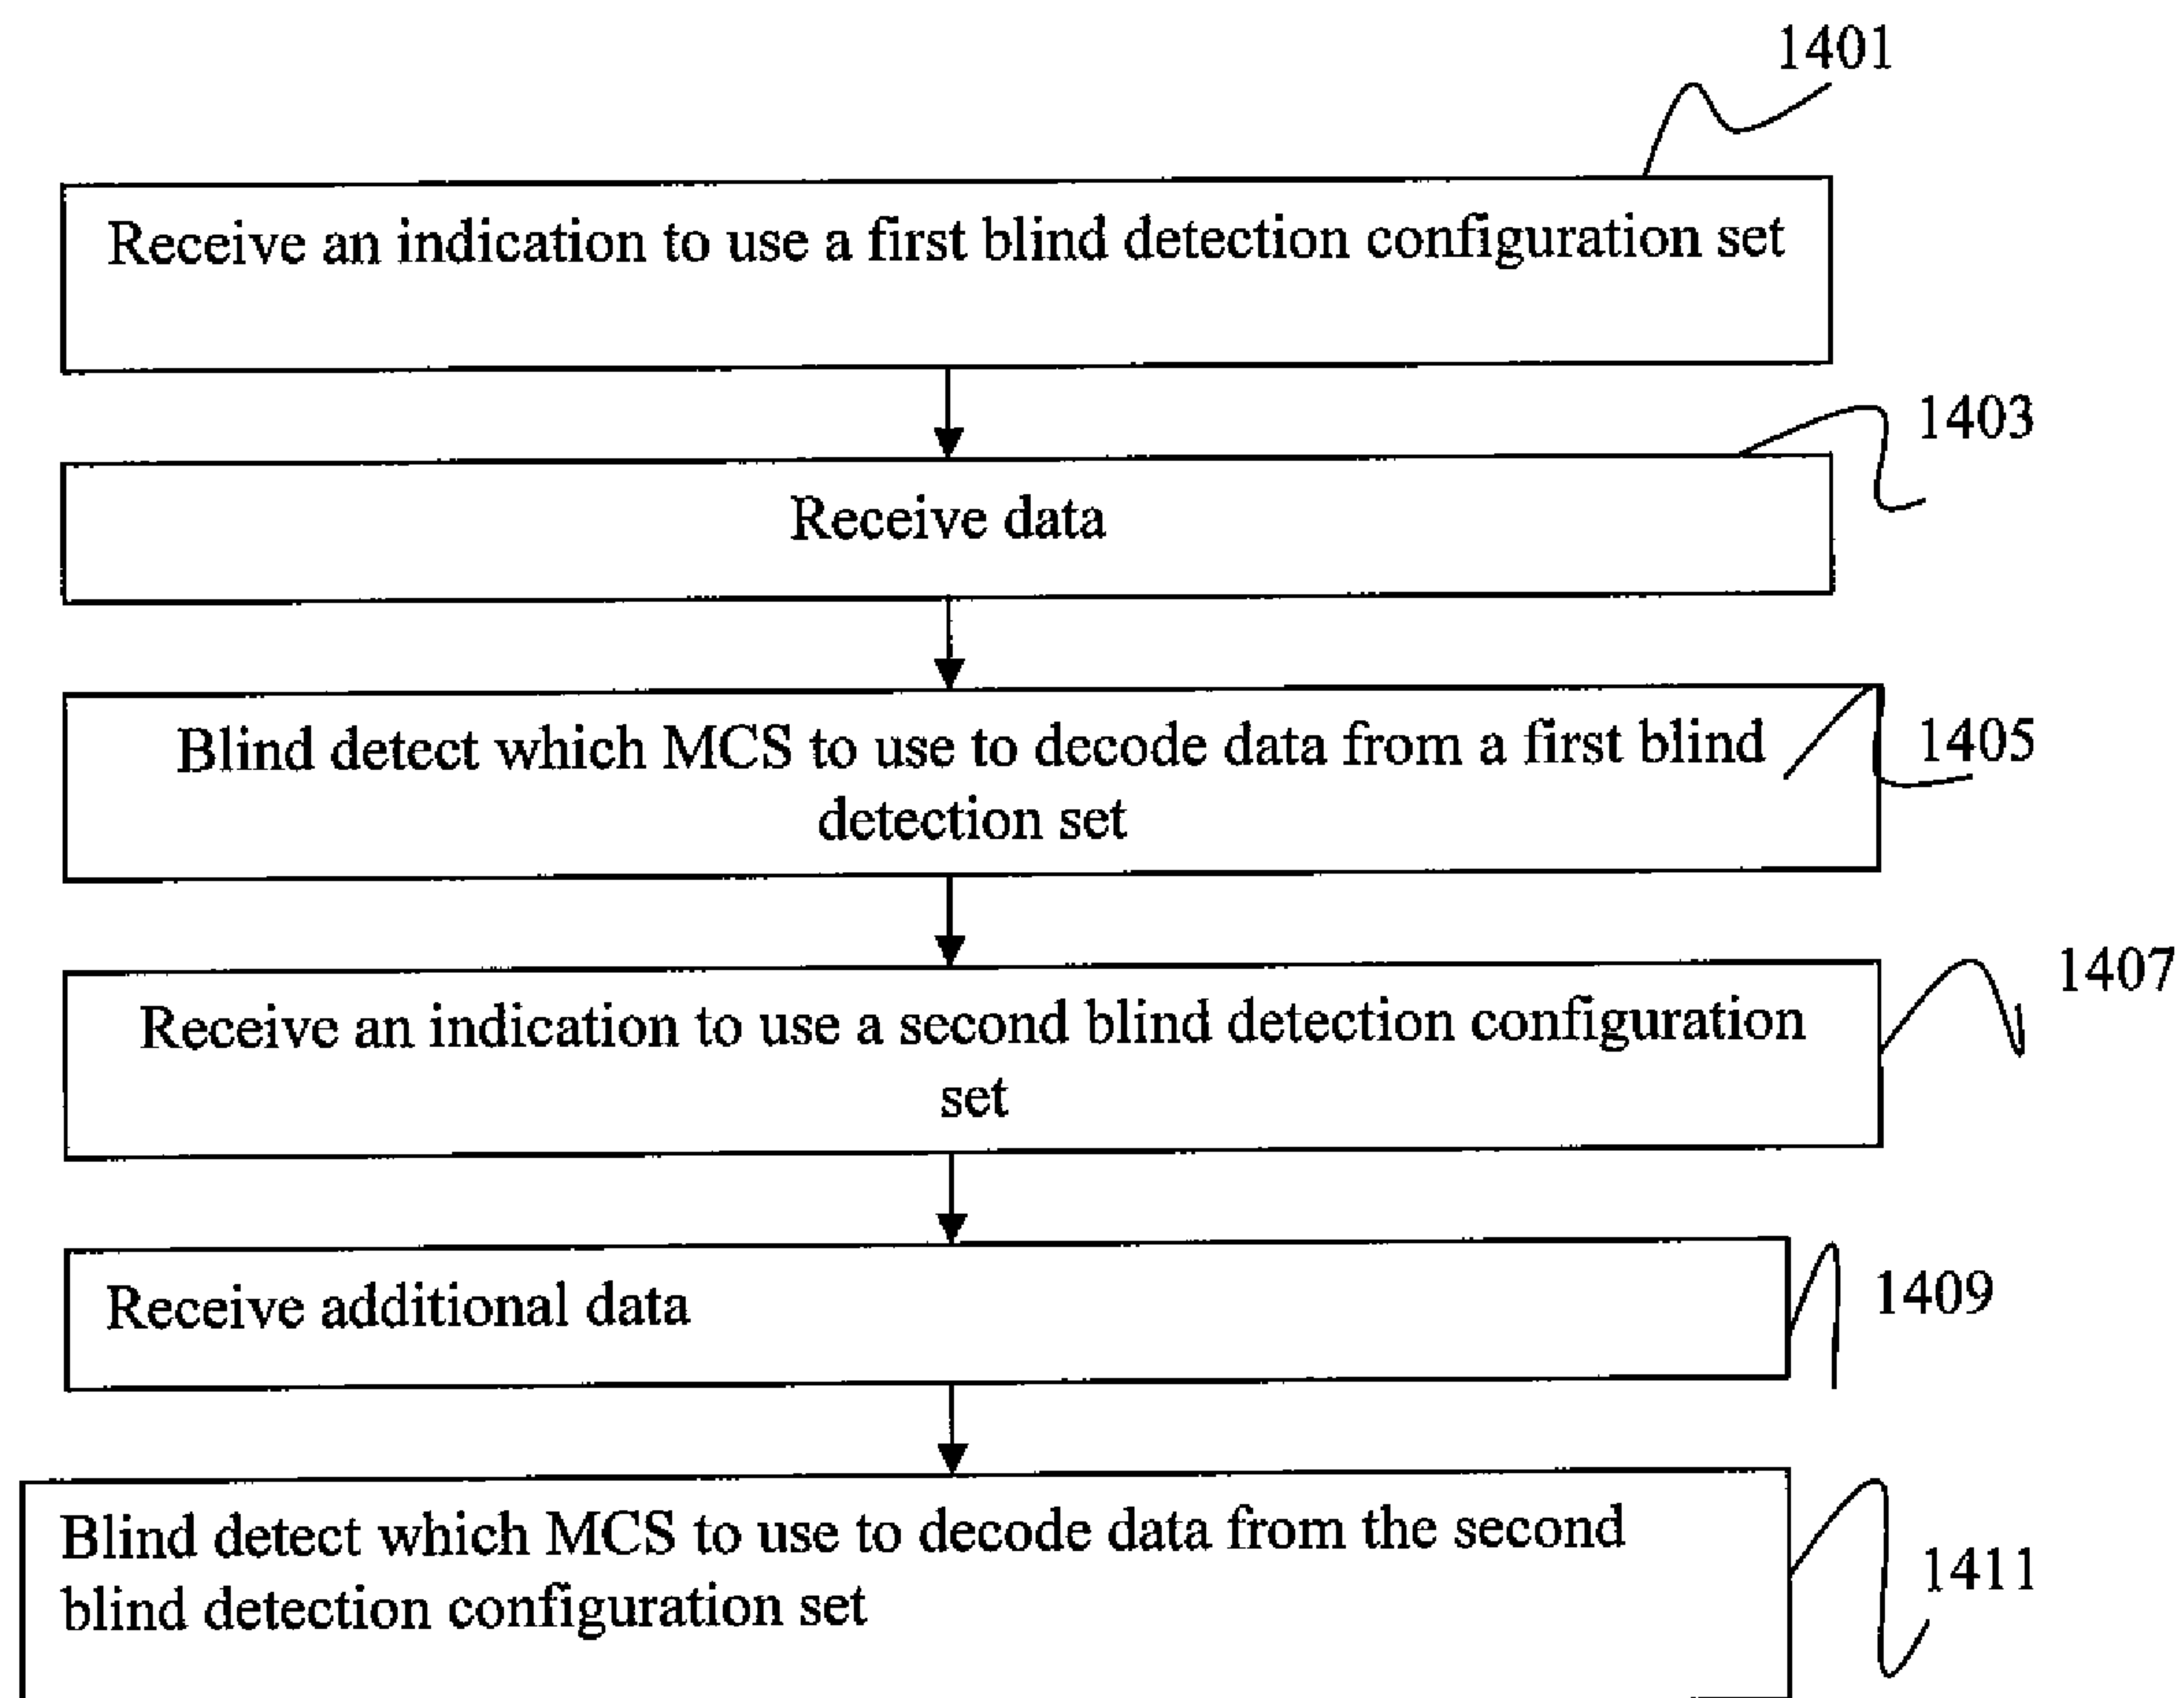 1401
Receive an indication to use a first blind detection configuration set
1403
Receive data
Blind detect which MCS to use to decode data from a first blind
detection set
1405
1407
Receive an indication to use a second blind detection configuration
set
1409
Receive additional data
Blind detect which MCS to use to decode data from the second
blind detection configuration set
1411